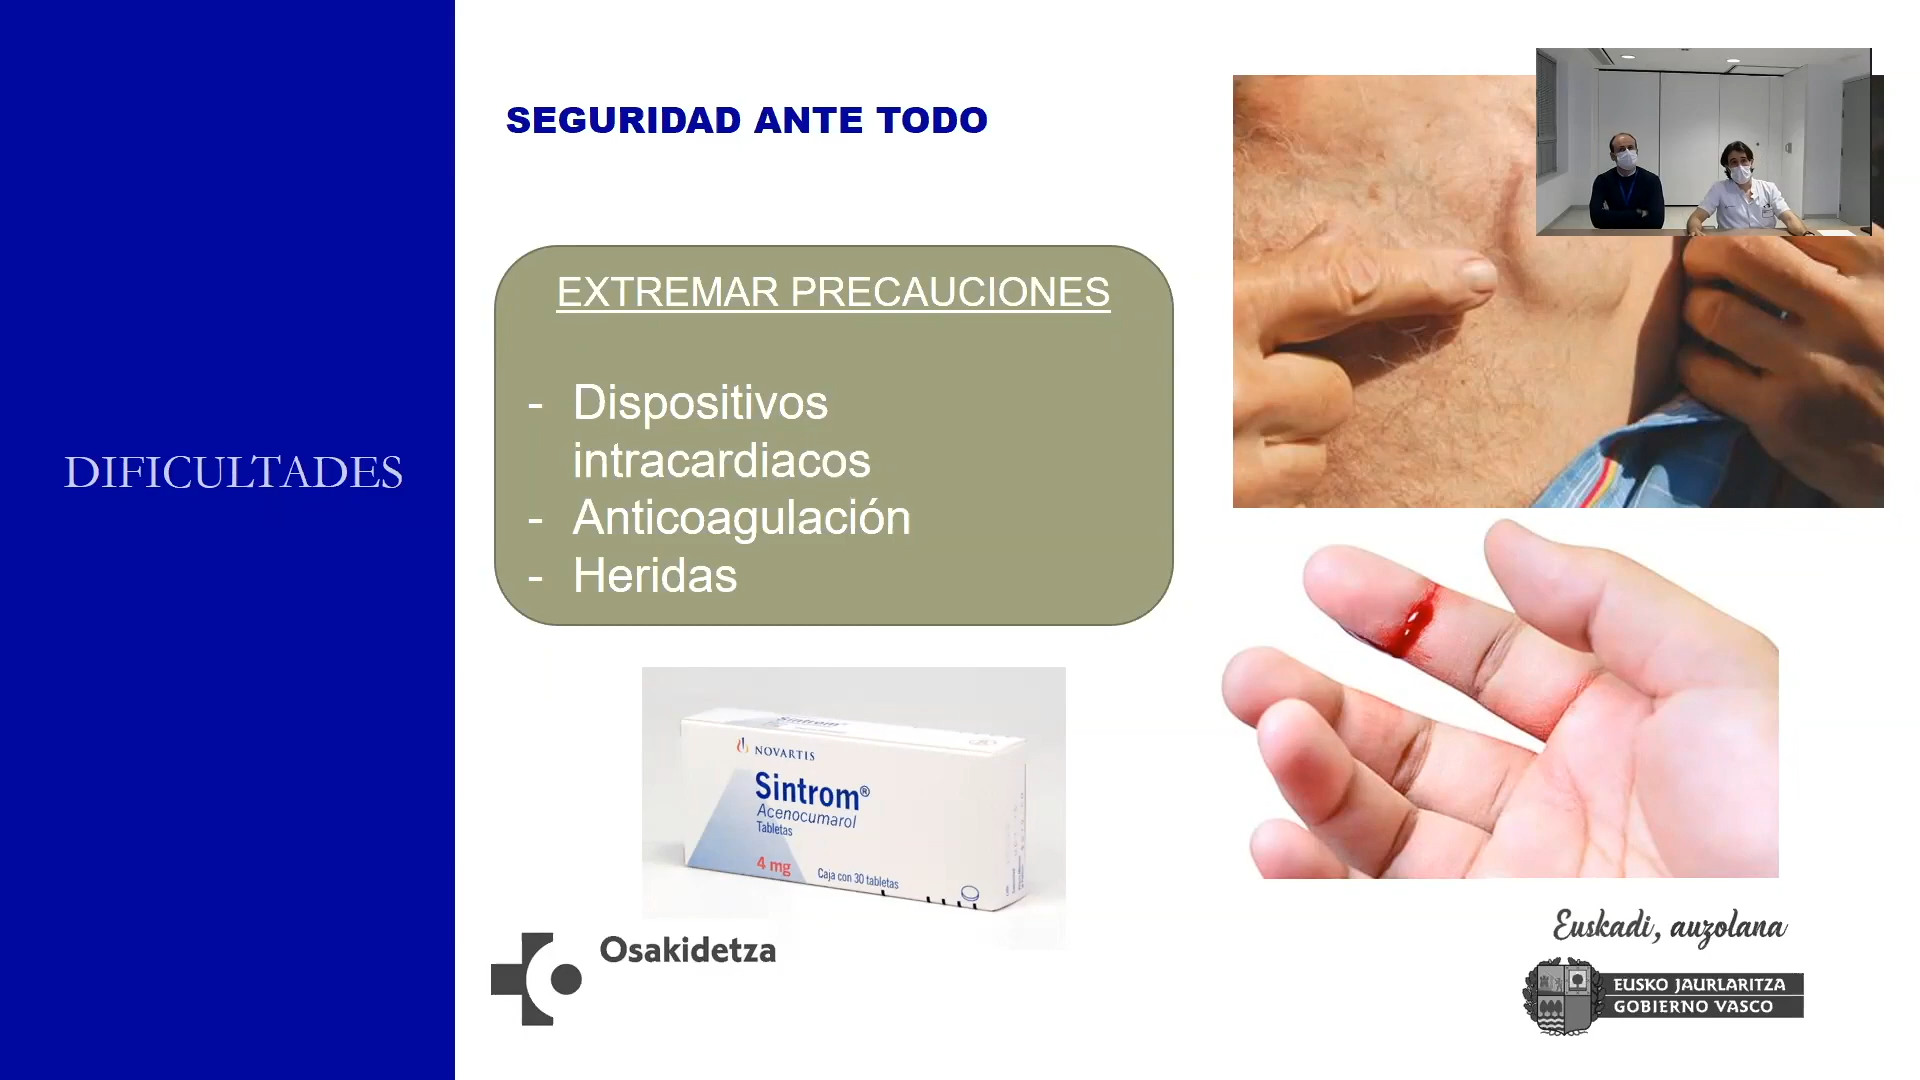 SEGURIDAD ANTE TODO
DIFICULTADES
EXTREMAR PRECAUCIONES
- Dispositivos
intracardiacos
- Anticoagulación
- Heridas
Sintrom
NOVARTIS
Sintrom®
Acenocumarol
Tabletas
4 mg
Caja con 30 tabletas
Osakidetza
Euskadi, auzolana
EUSKO JAURLARITZA
GOBIERNO VASCO